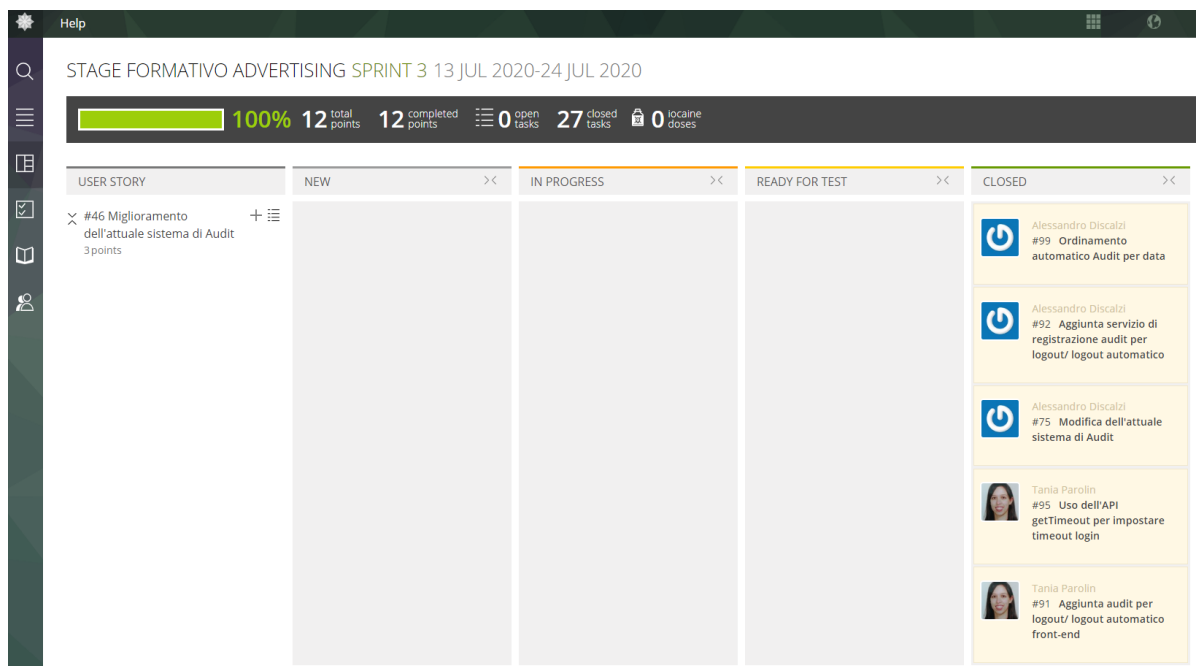 Help
STAGE FORMATIVO ADVERTISING SPRINT 3 13 JUL 2020-24 JUL 2020
100% 12 total points 12 completed points 0 open tasks 27 closed tasks 0 iocaine doses
USER STORY
NEW
IN PROGRESS
READY FOR TEST
CLOSED
#46 Miglioramento
dell'attuale sistema di Audit
3 points
Alessandro Discalzi
#99 Ordinamento
automatico Audit per data
Alessandro Discalzi
#92 Aggiunta servizio di
registrazione audit per
logout/ logout automatico
Alessandro Discalzi
#75 Modifica dell'attuale
sistema di Audit
Tania Parolin
#95 Uso dell'API
getTimeout per impostare
timeout login
Tania Parolin
#91 Aggiunta audit per
logout/ logout automatico
front-end